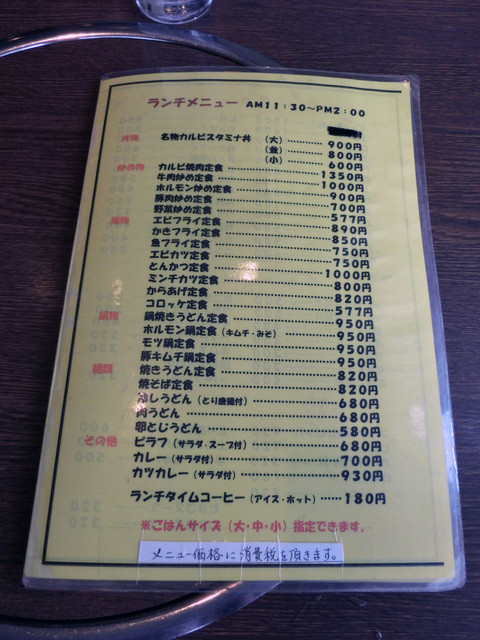 ランチメニュー AM11:30～PM2:00
丼物 名物カルビスタミナ丼 (大) 900円
(並) 800円
(小) 600円
炒め物 カルビ焼肉定食 1350円
牛肉炒め定食 1000円
ホルモン炒め定食 900円
豚肉炒め定食 700円
野菜炒め定食 577円
揚物 エビフライ定食 890円
かきフライ定食 850円
魚フライ定食 750円
エビカツ定食 750円
とんかつ定食 1000円
ミンチカツ定食 800円
からあげ定食 820円
コロッケ定食 577円
鍋物 鍋焼きうどん定食 950円
ホルモン鍋定食 (キムチ・みそ) 950円
モツ鍋定食 950円
豚キムチ鍋定食 950円
麺類 焼きうどん定食 820円
焼そば定食 820円
しうどん (とり唐揚付) 680円
肉うどん 680円
卵とじうどん 580円
その他 ピラフ (サラダ・スープ付) 680円
カレー (サラダ付) 700円
カツカレー (サラダ付) 930円
ランチタイムコーヒー (アイス・ホット) 180円
※ごはんサイズ (大・中・小) 指定できます。
メニュー価格に消費税を頂きます。